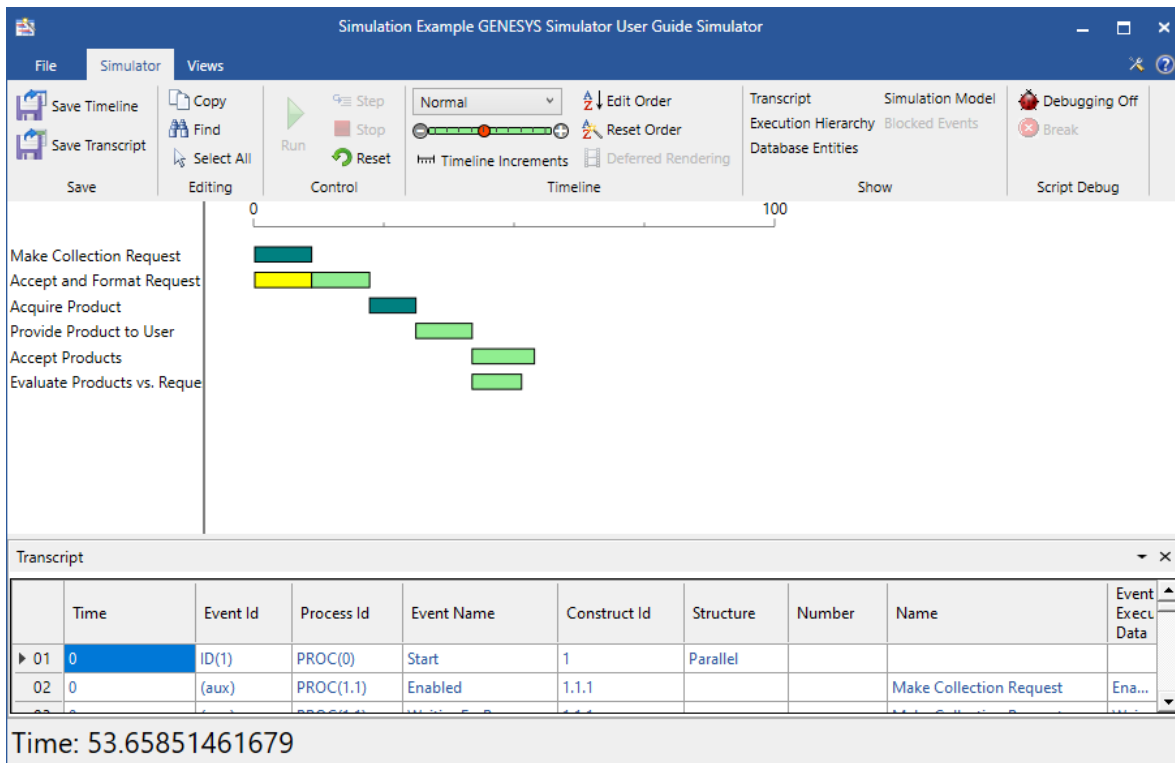 Simulation Example GENESYS Simulator User Guide Simulator
File Simulator Views
Save Timeline
Save Transcript
Save
Copy
Find
Select All
Editing
Run
Step
Stop
Reset
Control
Normal
Timeline Increments
Edit Order
Reset Order
Deferred Rendering
Timeline
Transcript Simulation Model
Execution Hierarchy Blocked Events
Database Entities
Show
Debugging Off
Break
Script Debug
0 100
Make Collection Request
Accept and Format Request
Acquire Product
Provide Product to User
Accept Products
Evaluate Products vs. Reque
Transcript
Time Event Id Process Id Event Name Construct Id Structure Number Name Event Execu Data
01 0 ID(1) PROC(0) Start 1 Parallel
02 0 (aux) PROC(1.1) Enabled 1.1.1 Make Collection Request Ena...
Time: 53.65851461679